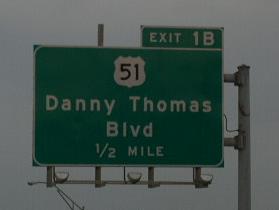 EXIT 1B
51
Danny Thomas
Blvd
1/2 MILE